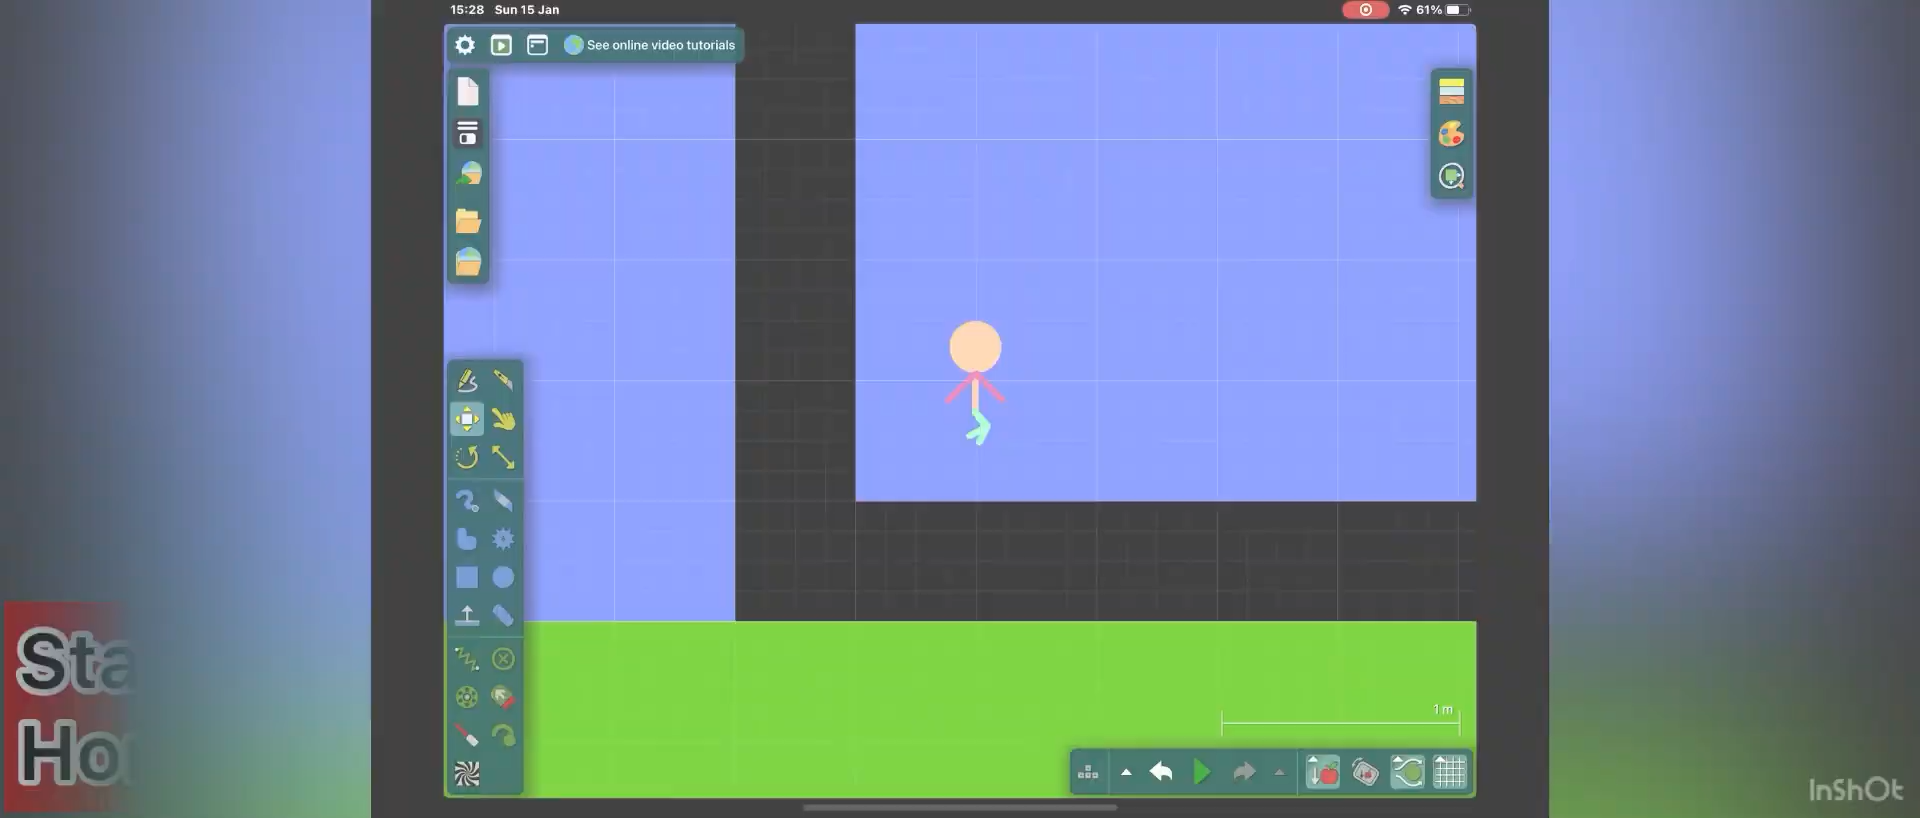 15:28 Sun 15 Jan
61%
See online video tutorials
1 m
Sta
Ho
InShOt